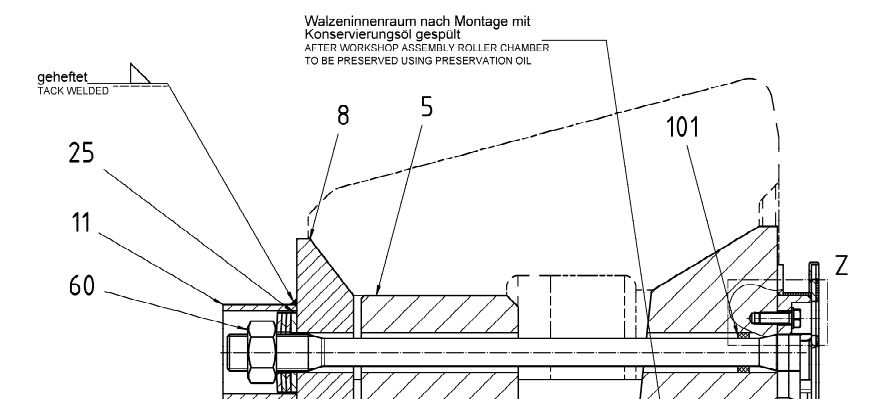 Walzeninnenraum nach Montage mit
Konservierungsöl gespült
AFTER WORKSHOP ASSEMBLY ROLLER CHAMBER
TO BE PRESERVED USING PRESERVATION OIL
geheftet
TACK WELDED
8
5
101
25
11
60
Z